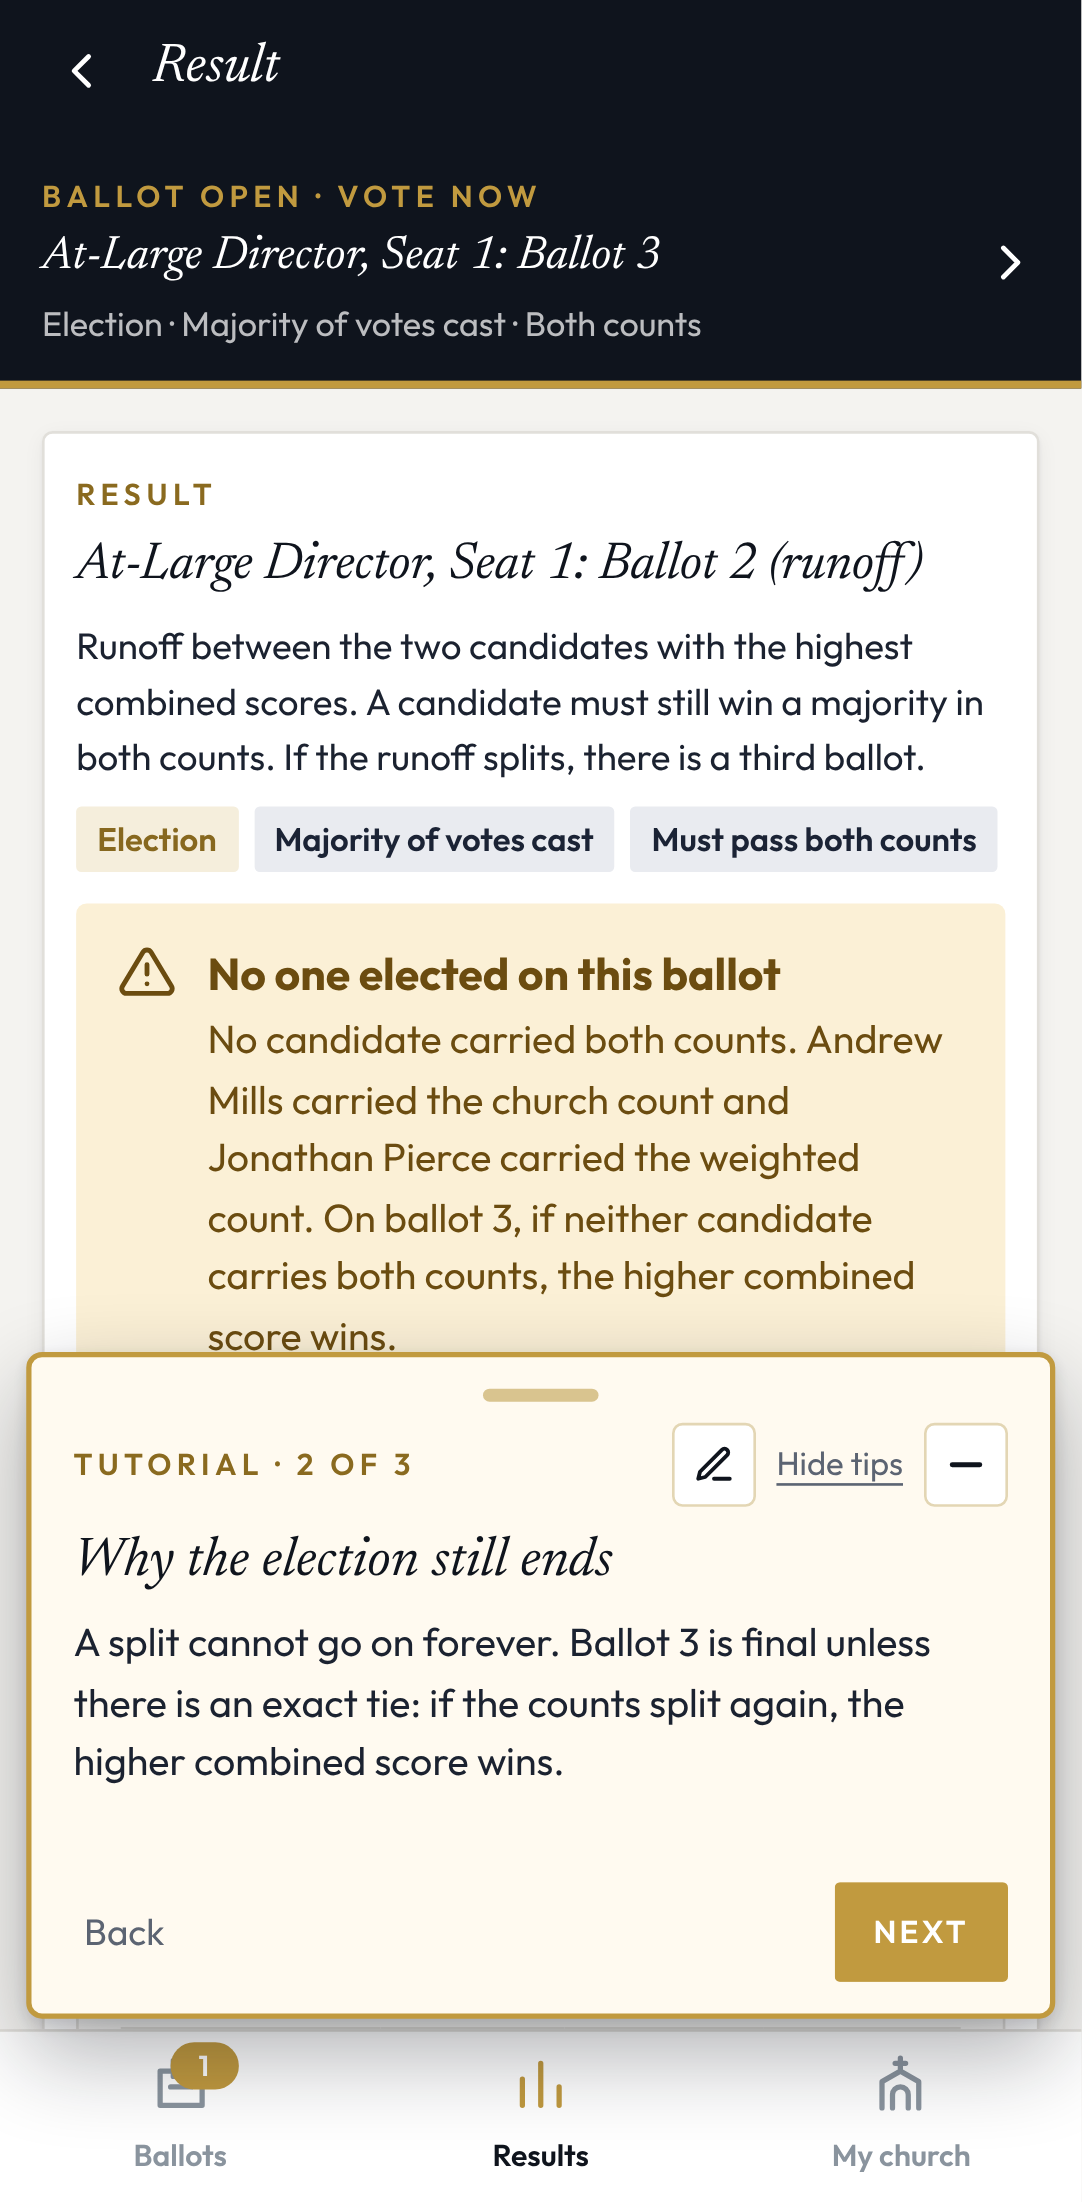 Result
BALLOT OPEN · VOTE NOW
At-Large Director, Seat 1: Ballot 3
Election · Majority of votes cast · Both counts
RESULT
At-Large Director, Seat 1: Ballot 2 (runoff)
Runoff between the two candidates with the highest
combined scores. A candidate must still win a majority in
both counts. If the runoff splits, there is a third ballot.
Election
Majority of votes cast
Must pass both counts
No one elected on this ballot
No candidate carried both counts. Andrew
Mills carried the church count and
Jonathan Pierce carried the weighted
count. On ballot 3, if neither candidate
carries both counts, the higher combined
score wins.
TUTORIAL · 2 OF 3
Hide tips
Why the election still ends
A split cannot go on forever. Ballot 3 is final unless
there is an exact tie: if the counts split again, the
higher combined score wins.
Back
NEXT
1
Ballots
Results
My church